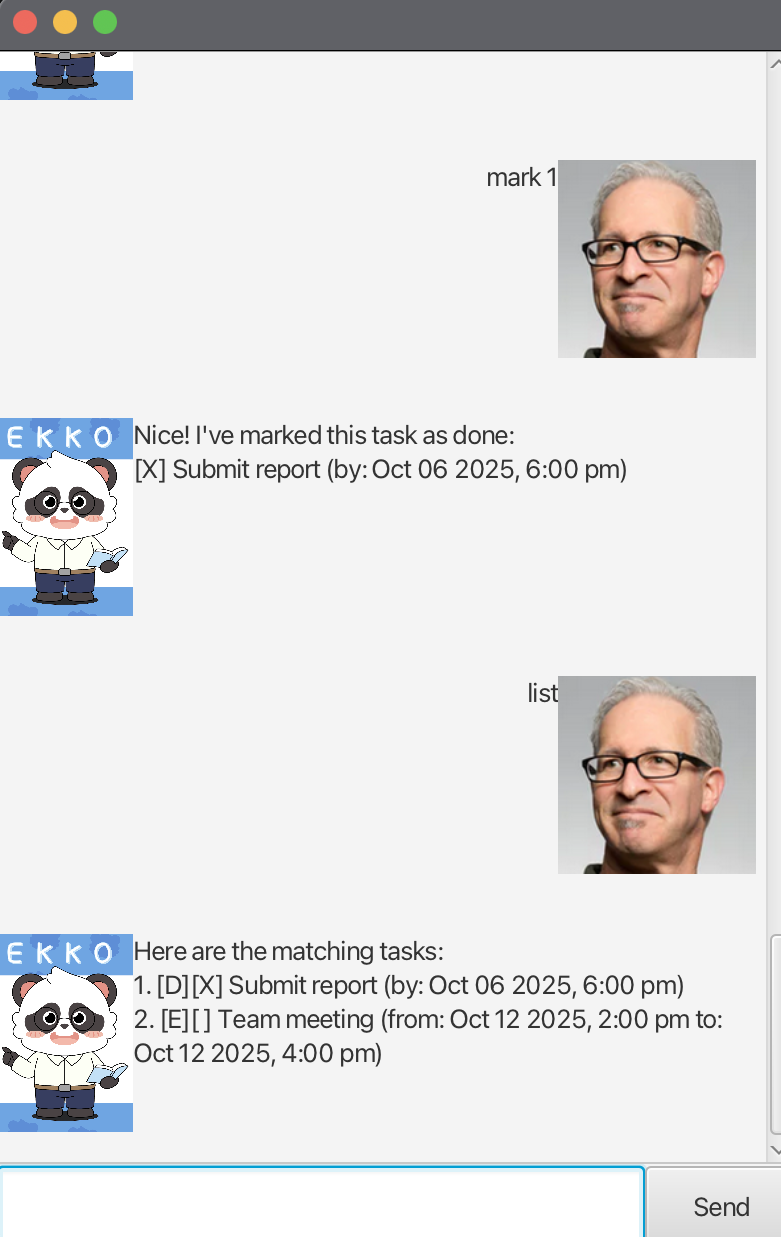 mark 1
EKKO
Nice! I've marked this task as done:
[X] Submit report (by: Oct 06 2025, 6:00 pm)
list
EKKO
Here are the matching tasks:
1. [D][X] Submit report (by: Oct 06 2025, 6:00 pm)
2. [E][ ] Team meeting (from: Oct 12 2025, 2:00 pm to:
Oct 12 2025, 4:00 pm)
Send